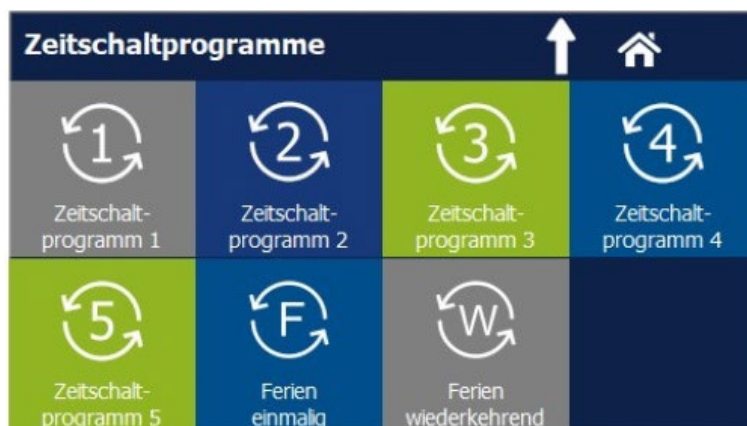 Zeitschaltprogramme
1
Zeitschalt-
programm 1
2
Zeitschalt-
programm 2
3
Zeitschalt-
programm 3
4
Zeitschalt-
programm 4
5
Zeitschalt-
programm 5
F
Ferien
einmalig
W
Ferien
wiederkehrend